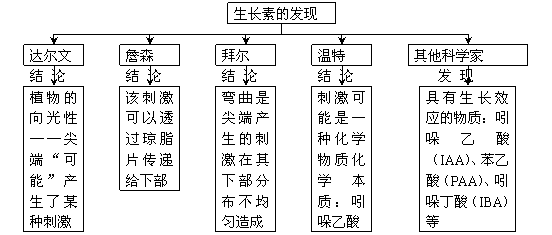 生长素的发现
达尔文
詹森
拜尔
温特
其他科学家
结 论
结 论
结 论
结 论
发 现
植物的
向光性
——尖
端“可
能”产
生了某
种刺激
该刺激
可以透
过琼脂
片传递
给下部
弯曲是
尖端产
生的刺
激在其
下部分
布不均
匀造成
刺激可
能是一
种化学
物质化
学本
质：吲
哚乙酸
具有生长效
应的物质：吲
哚乙酸
（IAA）、苯乙
酸（PAA）、吲
哚丁酸（IBA）
等